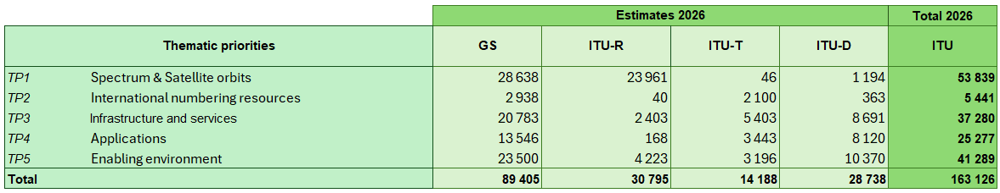 Estimates 2026 Total 2026
Thematic priorities GS ITU-R ITU-T ITU-D ITU
TP1 Spectrum & Satellite orbits 28 638 23 961 46 1 194 53 839
TP2 International numbering resources 2 938 40 2 100 363 5 441
TP3 Infrastructure and services 20 783 2 403 5 403 8 691 37 280
TP4 Applications 13 546 168 3 443 8 120 25 277
TP5 Enabling environment 23 500 4 223 3 196 10 370 41 289
Total 89 405 30 795 14 188 28 738 163 126